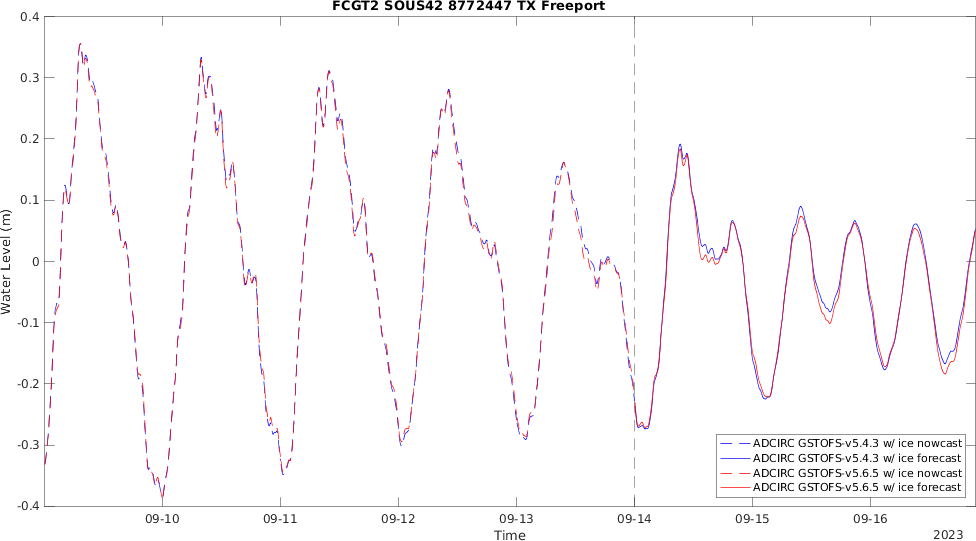 FCGT2 SOUS42 8772447 TX Freeport
0.4
0.3
0.2
0.1
0
-0.1
-0.2
-0.3
-0.4
Water Level (m)
ADCIRC GSTOFS-v5.4.3 w/ ice nowcast
ADCIRC GSTOFS-v5.4.3 w/ ice forecast
ADCIRC GSTOFS-v5.6.5 w/ ice nowcast
ADCIRC GSTOFS-v5.6.5 w/ ice forecast
09-10 09-11 09-12 09-13 09-14 09-15 09-16
Time
2023